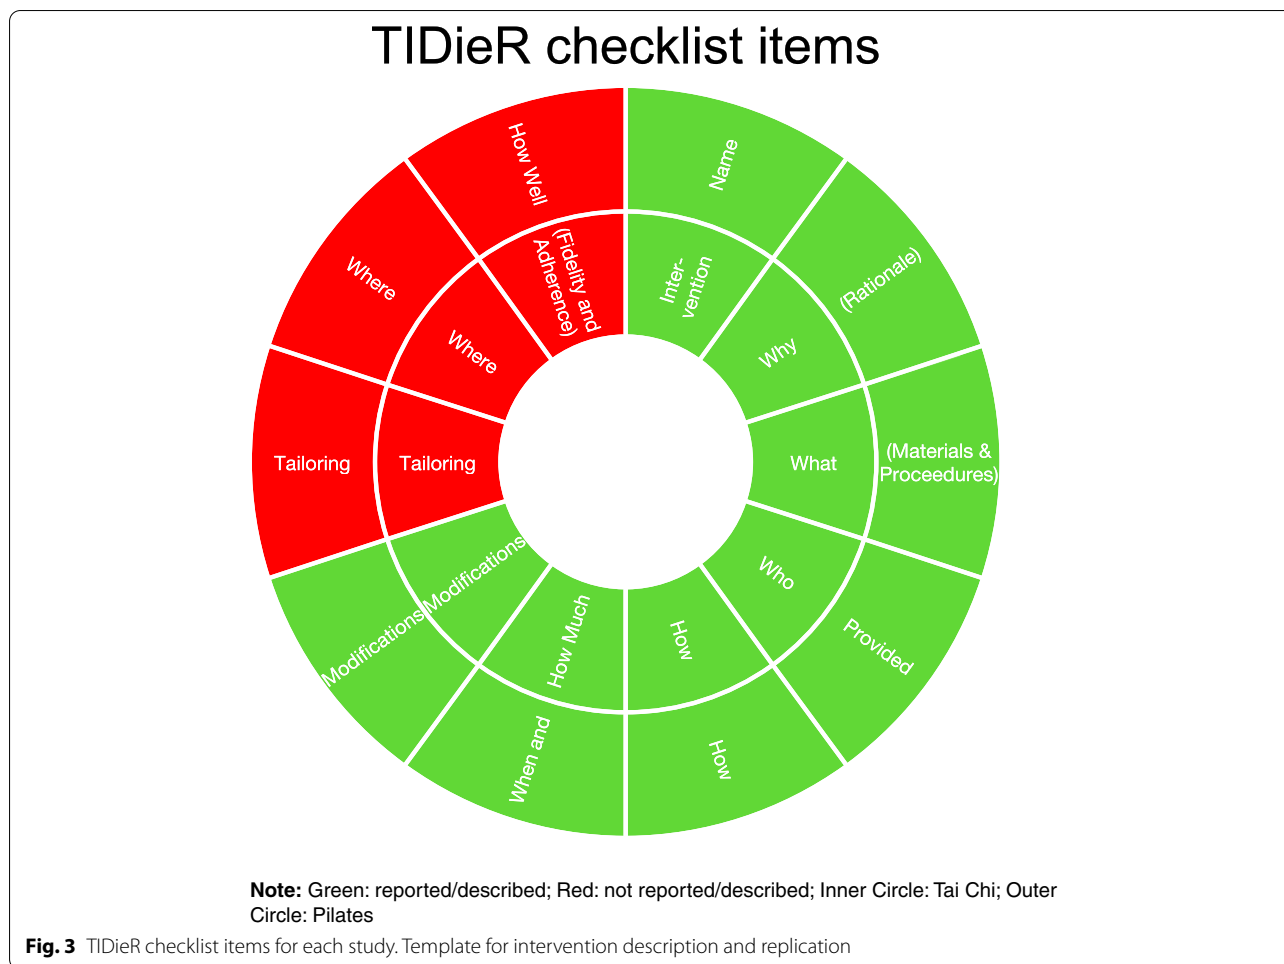 TIDieR checklist items
How Well
(Fidelity and
Adherence)
Name
Inter-
vention
(Rationale)
Why
(Materials &
Proceedures)
What
Provided
Who
How
How
When and
How Much
Modifications
Modifications
Tailoring
Tailoring
Where
Where
Note: Green: reported/described; Red: not reported/described; Inner Circle: Tai Chi; Outer
Circle: Pilates
Fig. 3 TIDieR checklist items for each study. Template for intervention description and replication